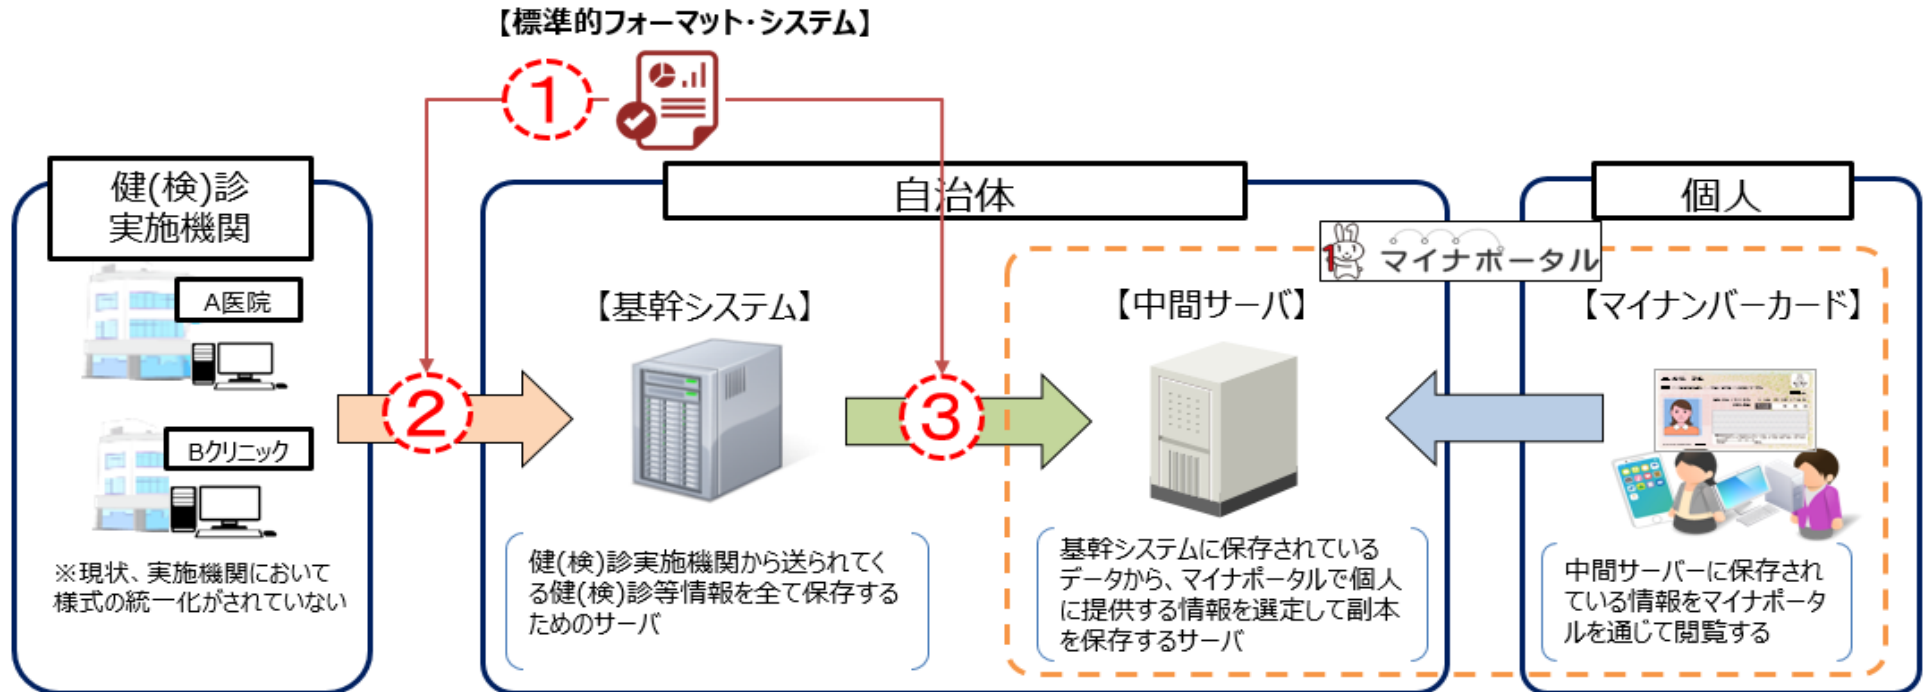 【標準的フォーマット・システム】
1
健(検)診
実施機関
自治体
個人
マイナポータル
A医院
【基幹システム】
【中間サーバ】
【マイナンバーカード】
2
3
Bクリニック
※現状、実施機関において
様式の統一化がされていない
健(検)診実施機関から送られてく
る健(検)診等情報を全て保存する
ためのサーバ
基幹システムに保存されている
データから、マイナポータルで個人
に提供する情報を選定して副本
を保存するサーバ
中間サーバーに保存され
ている情報をマイナポータ
ルを通じて閲覧する